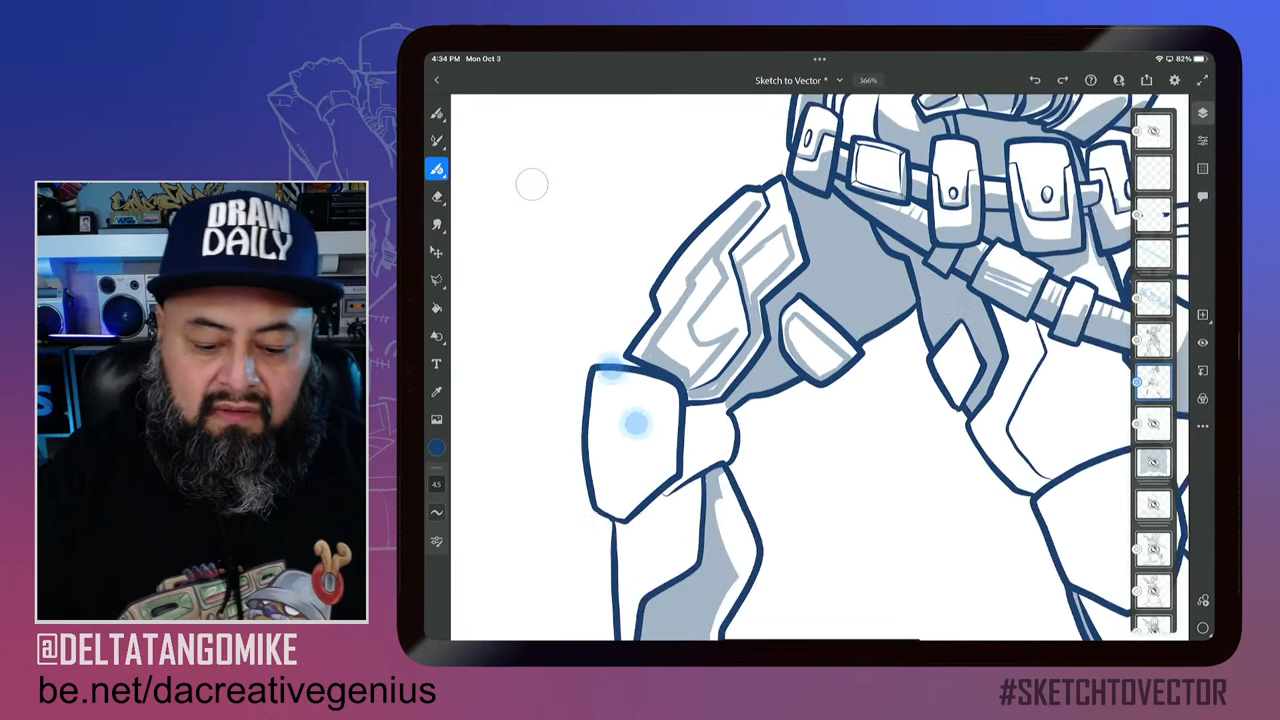 4:34 PM Mon Oct 3
82%
Sketch to Vector *
366%
DRAW
DAILY
S
T
4.5
@DELTATANGOMIKE
be.net/dacreativegenius
#SKETCHTOVECTOR